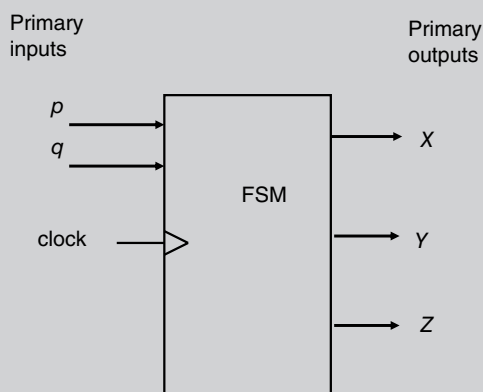 Primary
inputs
Primary
outputs
p
q
X
FSM
clock
Y
Z